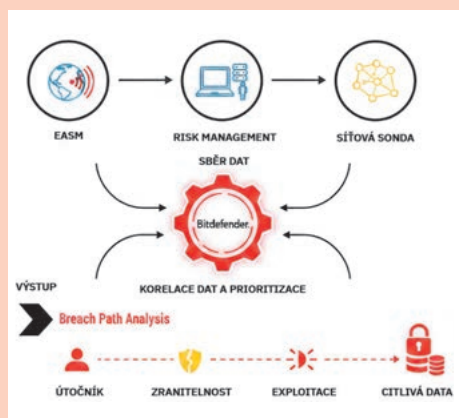 EASM
RISK MANAGEMENT
SÍŤOVÁ SONDA
SBĚR DAT
Bitdefender
KORELACE DAT A PRIORITIZACE
VÝSTUP
Breach Path Analysis
ÚTOČNÍK
ZRANITELNOST
EXPLOITACE
CITLIVÁ DATA